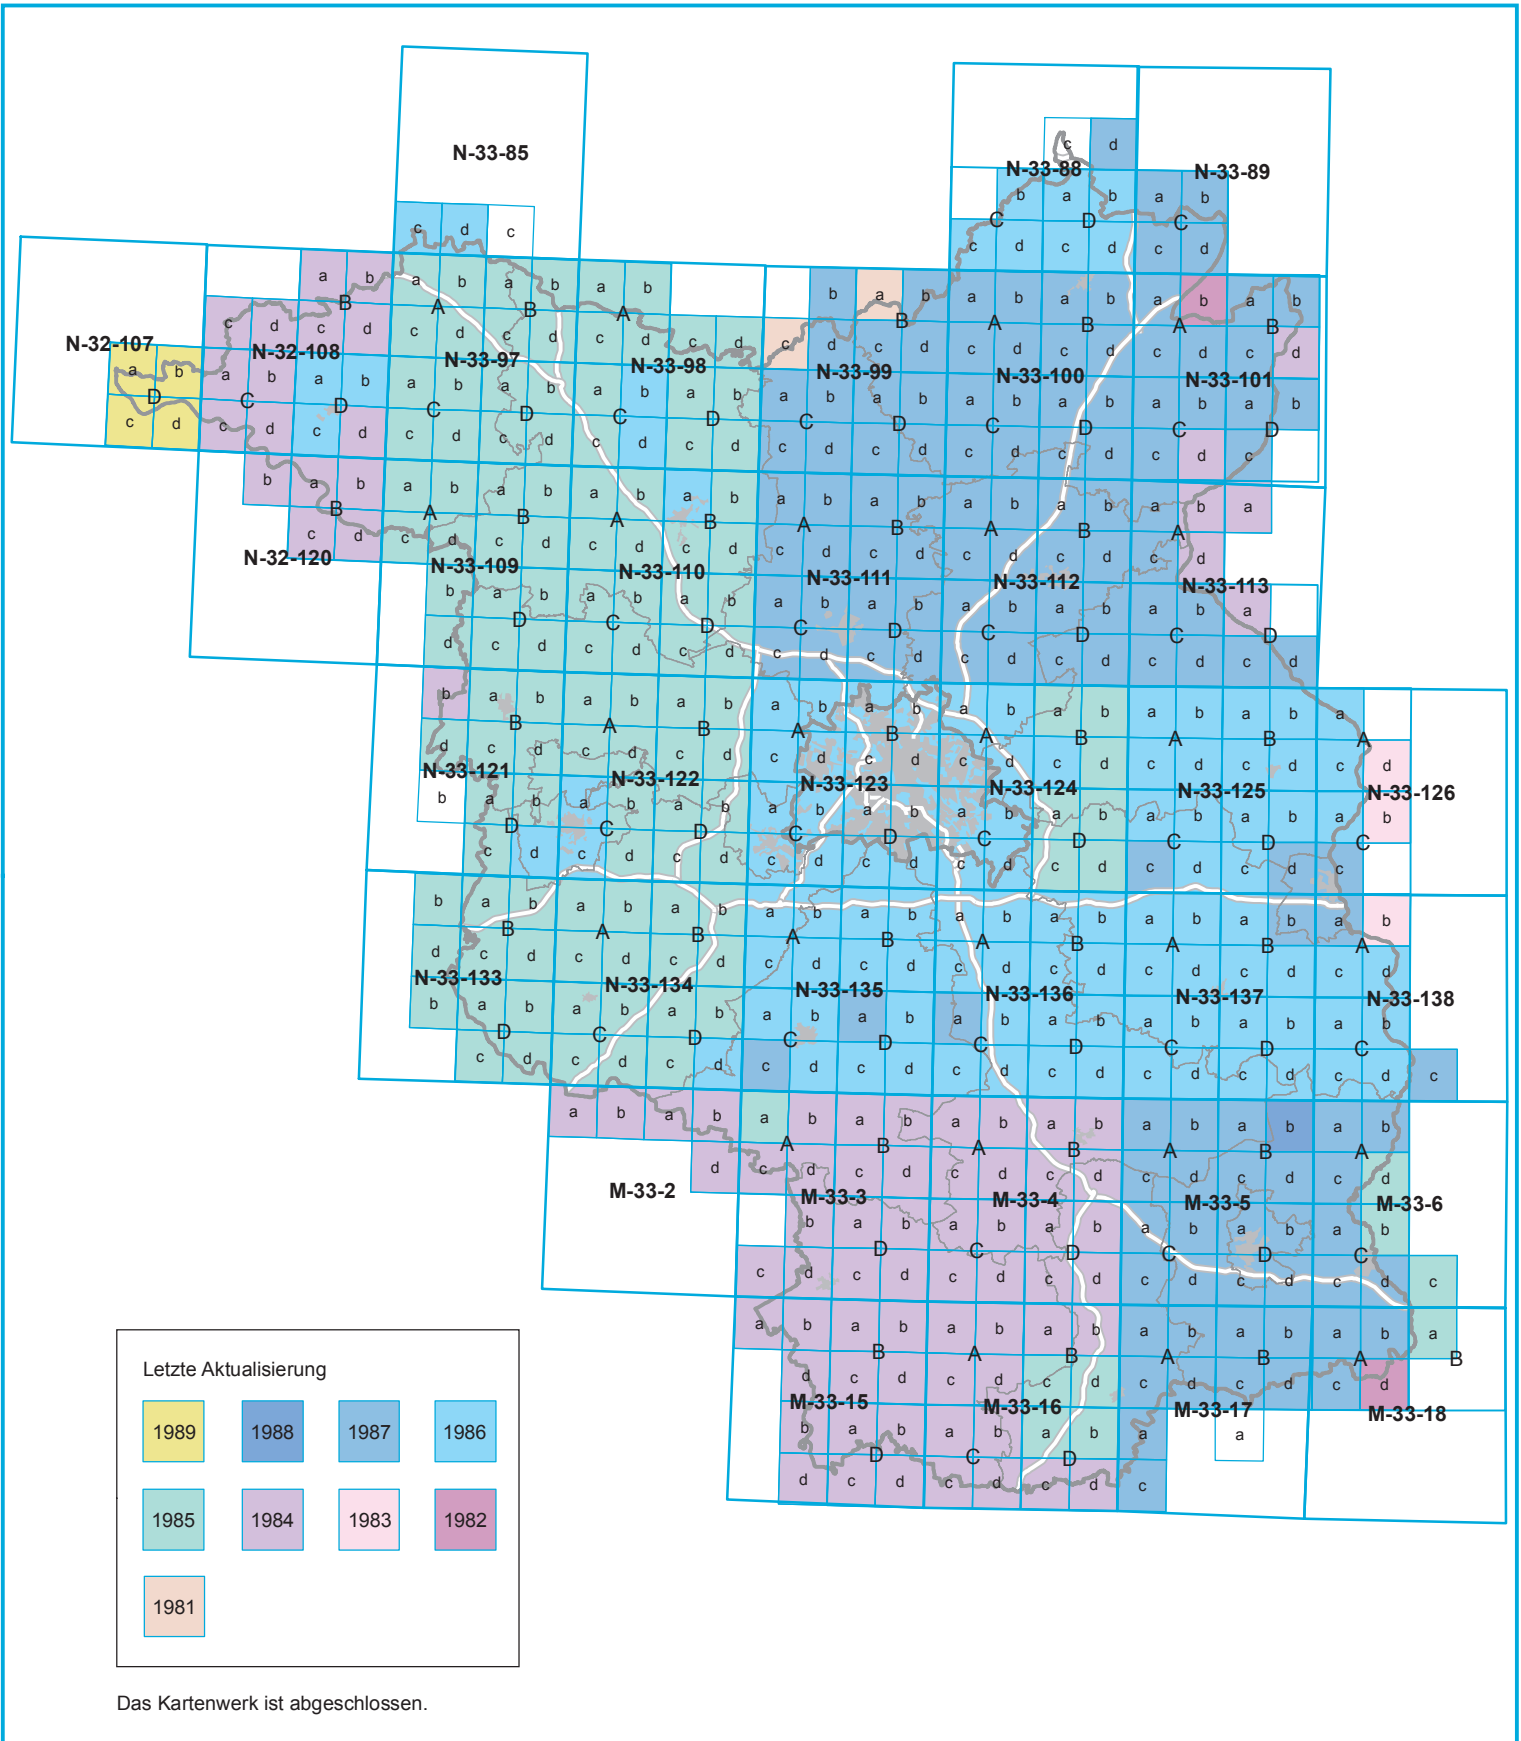 N-33-85
c d
N-33-88 N-33-89
b a b a b
C D C
c d c
c d c d c d
a b a b a b a b
B A B A
b a b a b a b a b a b
B A B A B
c d c d c d c d c d c d
c d c d c d c d c d c d
N-32-107 N-32-108 N-33-97 N-33-98 N-33-99 N-33-100 N-33-101
a b a b a b a b a b a b a b
a b a b a b a b a b a b
D C D C D C D
C D C D C D
c d c d c d c d c d c d c d
c d c d c d c d c d c
b a b a b a b a b a b
a b a b a b a b a b a
B A B A B
A B A B A
c d c d c d c d c d
c d c d c d c d c d
N-32-120 N-33-109 N-33-110 N-33-111 N-33-112 N-33-113
b a b a b a b
a b a b a b a b a b a
D C D
C D C D C D
d c d c d c d
c d c d c d c d c d c d
b a b a b a b
a b a b a b a b a b a b a
B A B
A B A B A B A
d c d c d c d
c d c d c d c d c d c d c d
N-33-121 N-33-122 N-33-123 N-33-124 N-33-125 N-33-126
b a b a b a b
a b a b a b a b a b a b a b
D C D
C D C D C D C
c d c d c d
c d c d c d c d c d c d c
b a b a b a b
a b a b a b a b a b a b a b
B A B
A B A B A B A
d c d c d c d
c d c d c d c d c d c d c d
N-33-133 N-33-134 N-33-135 N-33-136 N-33-137 N-33-138
b a b a b a b
a b a b a b a b a b a b a b
D C D
C D C D C D C
c d c d c d
c d c d c d c d c d c d c d c
a b a b
a b a b a b a b a b a b a b
A B A B A B A
d
c d c d c d c d c d c d c d
M-33-2 M-33-3 M-33-4 M-33-5 M-33-6
b a b a b a b a b a b a b
D C D C D C
c d c d c d c d c d c d c d c
a b a b a b a b a b a b a b a
B A B A B A B
d c d c d c d c d c d c d
M-33-15 M-33-16 M-33-17 M-33-18
b a b a b a b a a
D C D
d c d c d c d c
Letzte Aktualisierung
1989 1988 1987 1986
1985 1984 1983 1982
1981
Das Kartenwerk ist abgeschlossen.